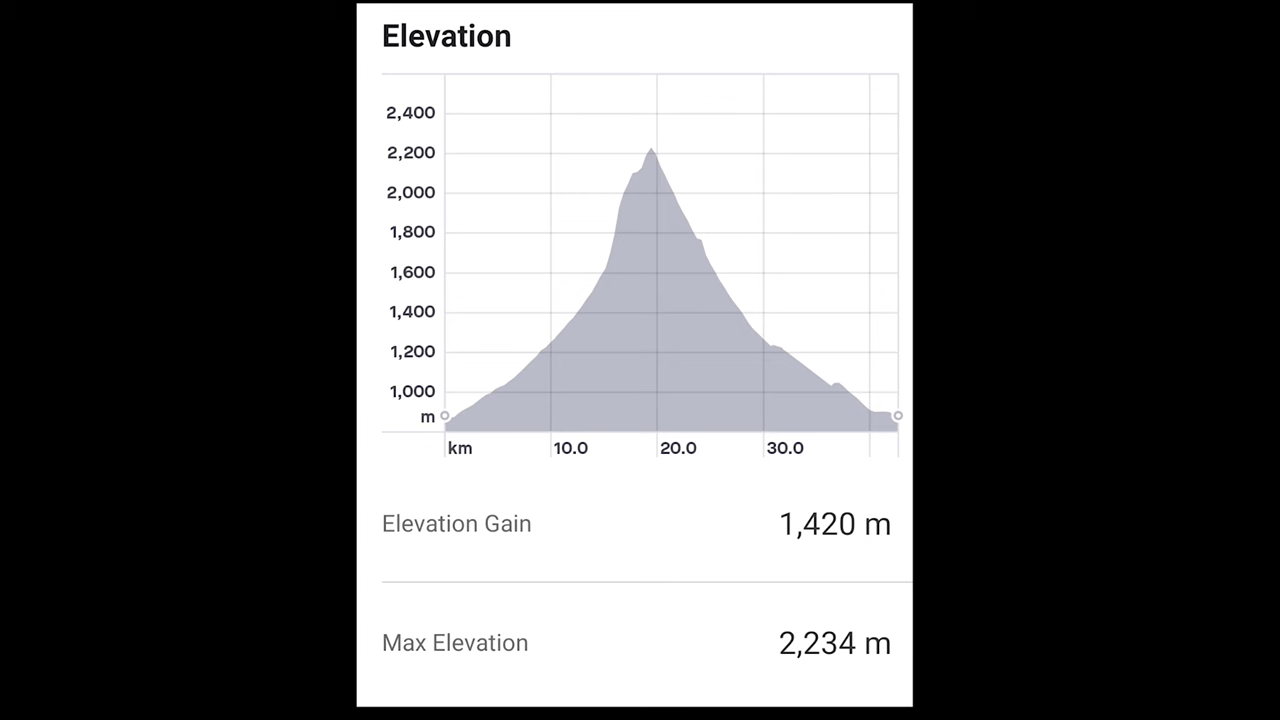 Elevation
2,400
2,200
2,000
1,800
1,600
1,400
1,200
1,000
m
km 10.0 20.0 30.0
Elevation Gain 1,420 m
Max Elevation 2,234 m